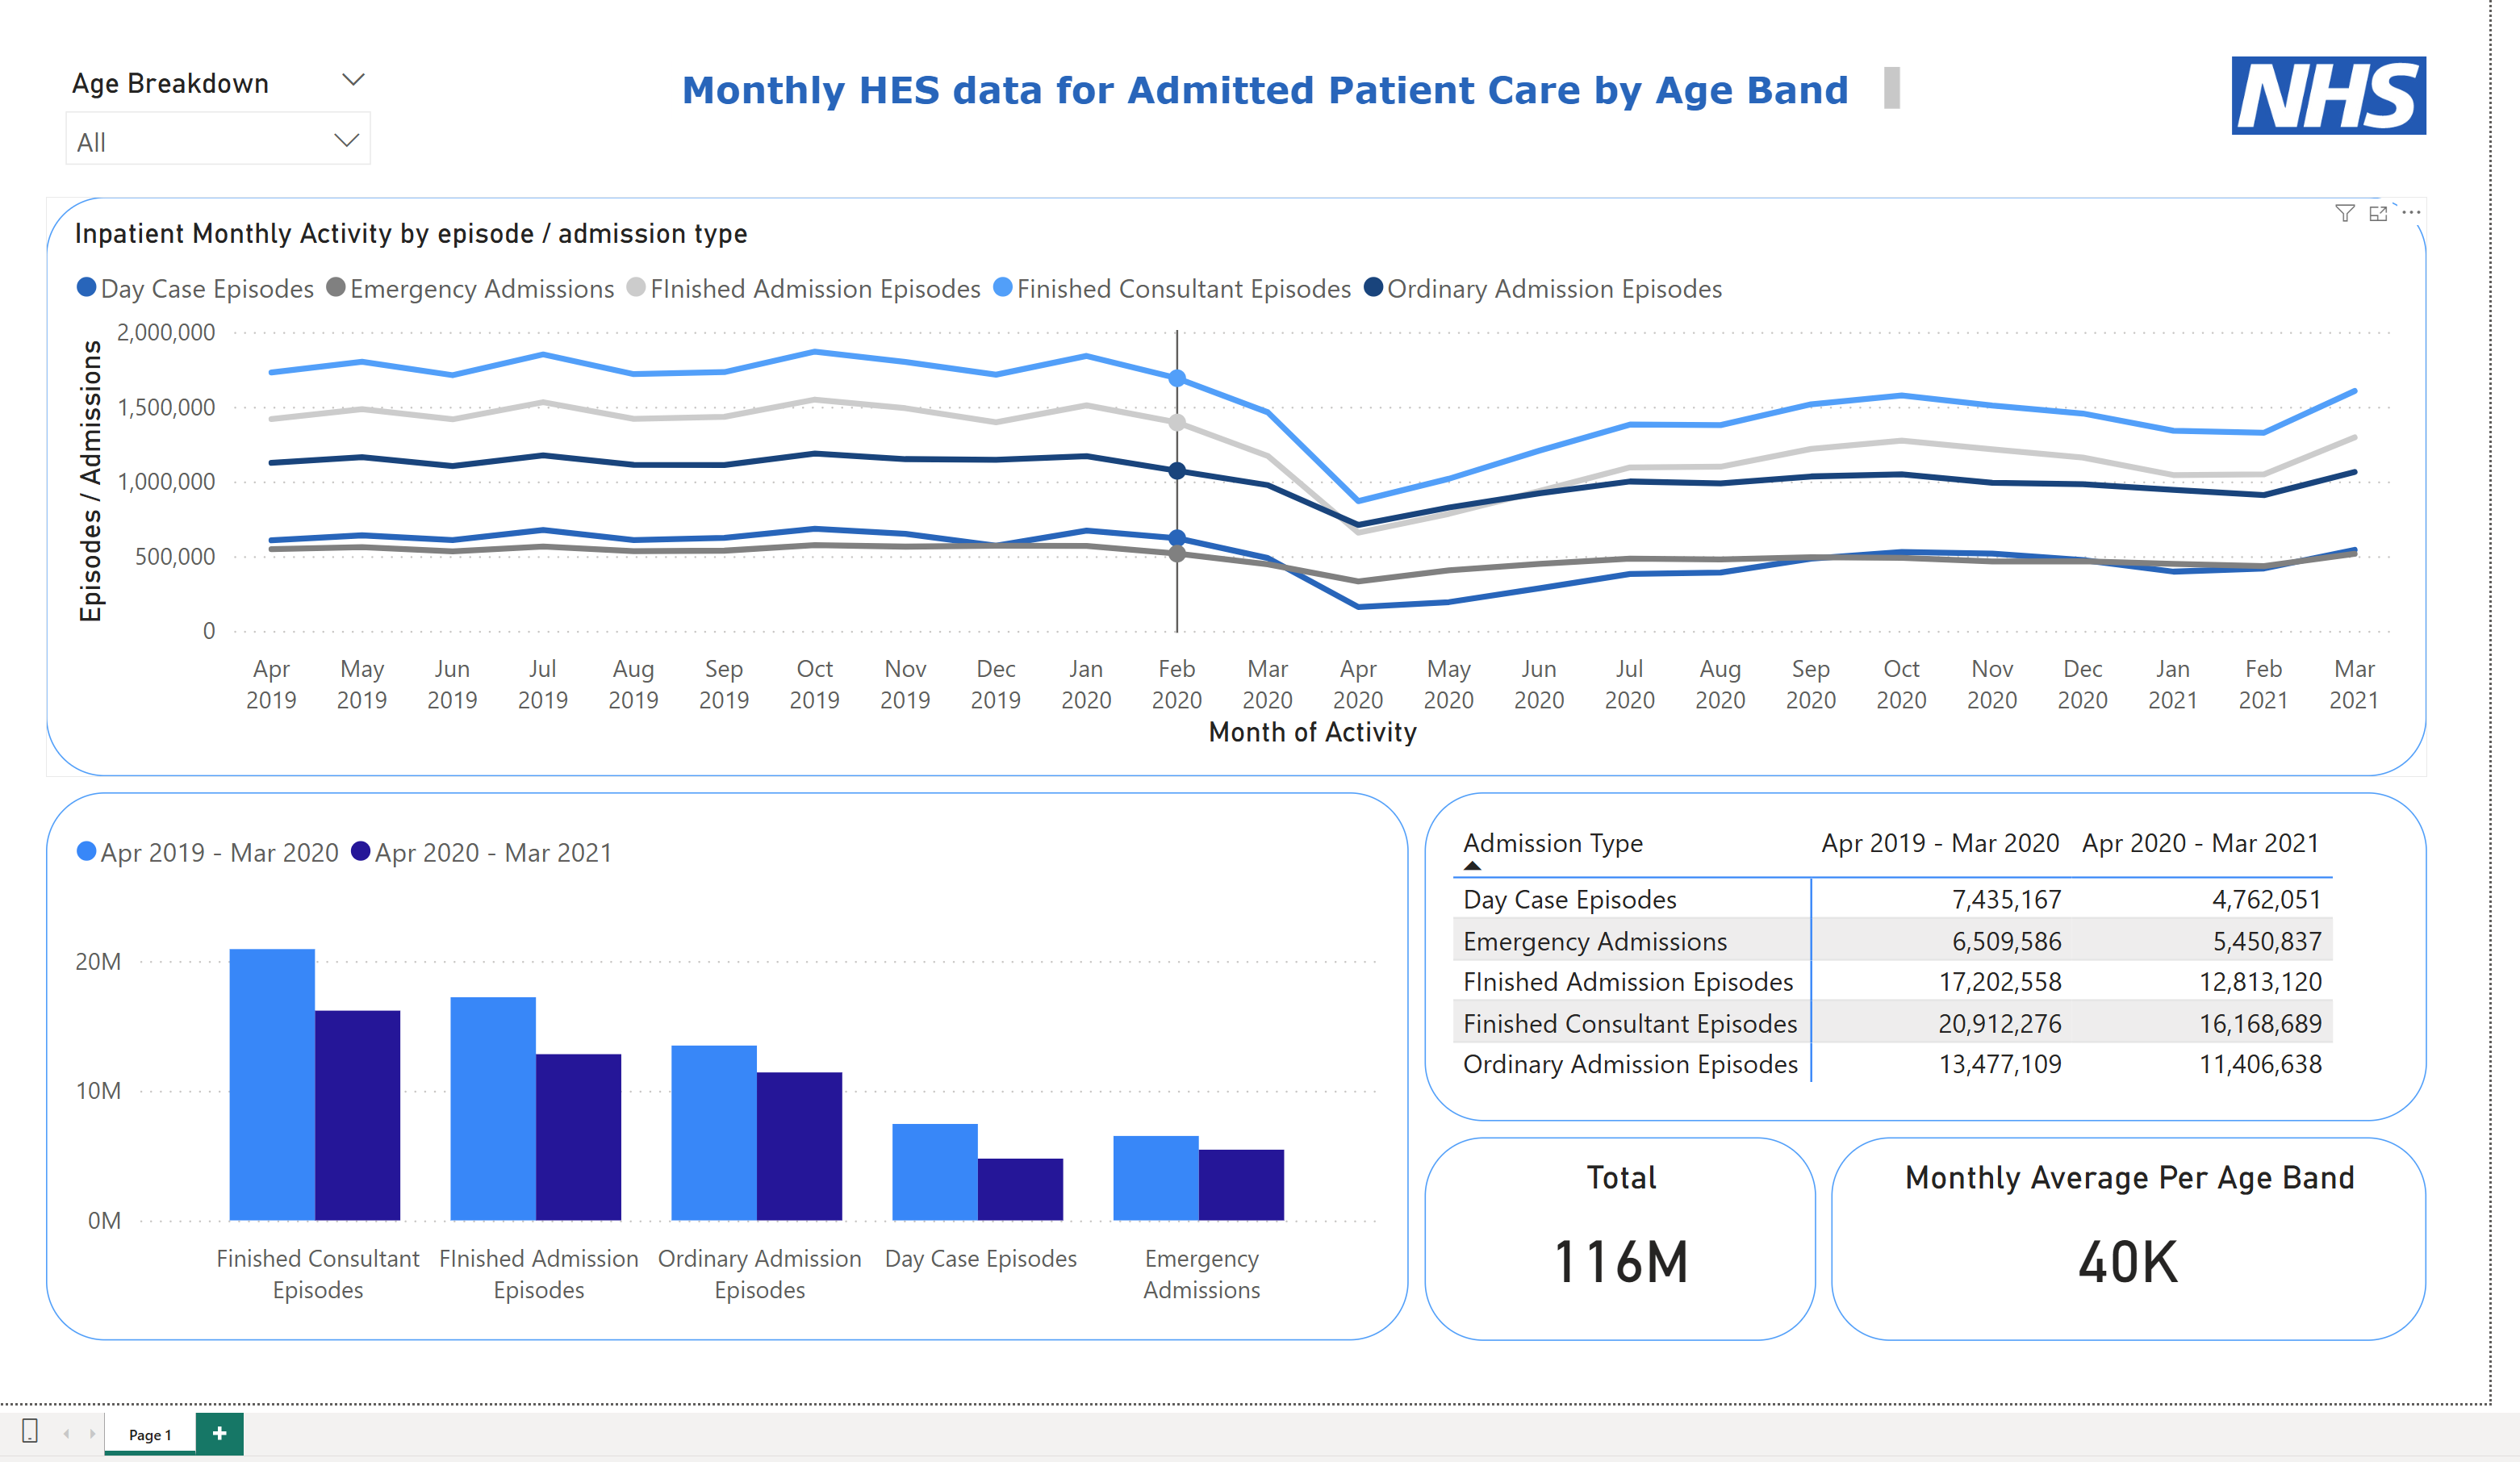 Age Breakdown
All
Monthly HES data for Admitted Patient Care by Age Band
NHS
Inpatient Monthly Activity by episode / admission type
Day Case Episodes Emergency Admissions FInished Admission Episodes Finished Consultant Episodes Ordinary Admission Episodes
Episodes / Admissions
2,000,000
1,500,000
1,000,000
500,000
0
Apr May Jun Jul Aug Sep Oct Nov Dec Jan Feb Mar Apr May Jun Jul Aug Sep Oct Nov Dec Jan Feb Mar
2019 2019 2019 2019 2019 2019 2019 2019 2019 2020 2020 2020 2020 2020 2020 2020 2020 2020 2020 2020 2020 2021 2021 2021
Month of Activity
Apr 2019 - Mar 2020 Apr 2020 - Mar 2021
20M
10M
0M
Finished Consultant FInished Admission Ordinary Admission Day Case Episodes Emergency
Episodes Episodes Episodes Admissions
Admission Type Apr 2019 - Mar 2020 Apr 2020 - Mar 2021
Day Case Episodes 7,435,167 4,762,051
Emergency Admissions 6,509,586 5,450,837
FInished Admission Episodes 17,202,558 12,813,120
Finished Consultant Episodes 20,912,276 16,168,689
Ordinary Admission Episodes 13,477,109 11,406,638
Total
116M
Monthly Average Per Age Band
40K
Page 1